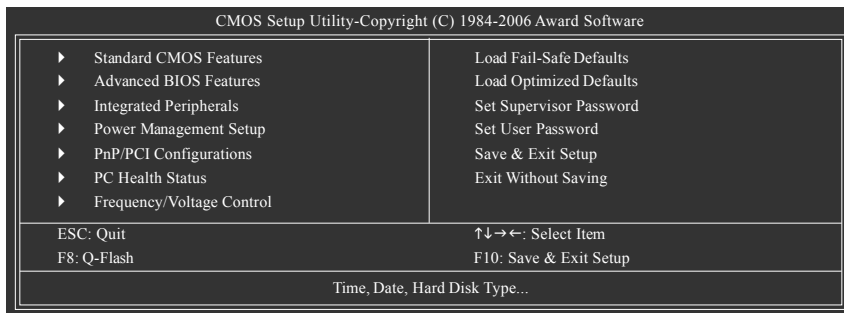 CMOS Setup Utility-Copyright (C) 1984-2006 Award Software
Standard CMOS Features
Advanced BIOS Features
Integrated Peripherals
Power Management Setup
PnP/PCI Configurations
PC Health Status
Frequency/Voltage Control
Load Fail-Safe Defaults
Load Optimized Defaults
Set Supervisor Password
Set User Password
Save & Exit Setup
Exit Without Saving
ESC: Quit
↑↓→←: Select Item
F8: Q-Flash
F10: Save & Exit Setup
Time, Date, Hard Disk Type...